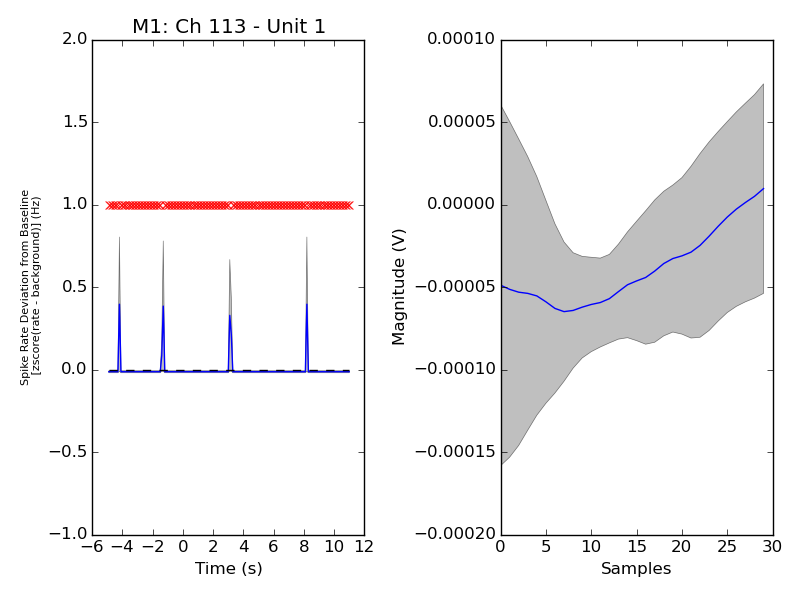 M1: Ch 113 - Unit 1
2.0
1.5
1.0
0.5
0.0
−0.5
−1.0
−6 −4 −2 0 2 4 6 8 10 12
Time (s)
Spike Rate Deviation from Baseline
[zscore(rate - background)] (Hz)
0.00010
0.00005
0.00000
−0.00005
−0.00010
−0.00015
−0.00020
0 5 10 15 20 25 30
Samples
Magnitude (V)